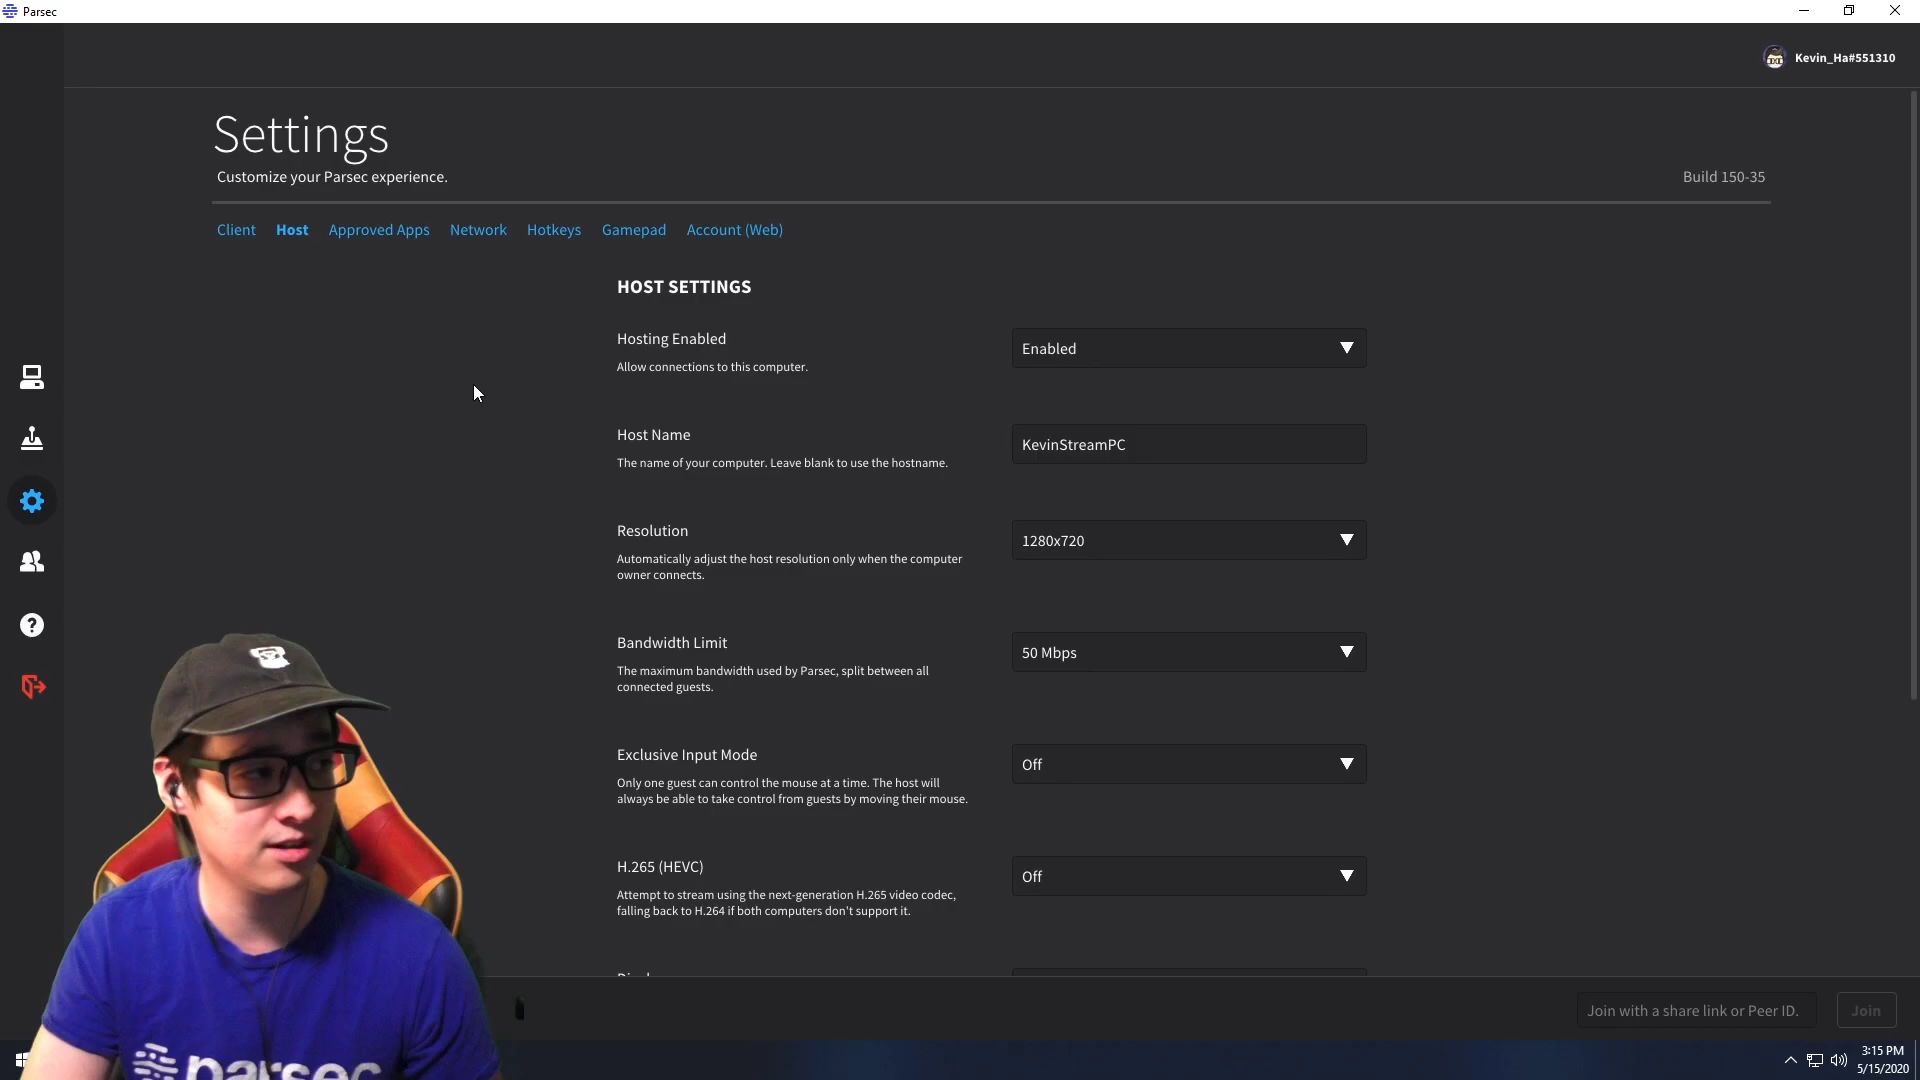 Parsec
Kevin_Ha#551310
Settings
Customize your Parsec experience.
Build 150-35
Client Host Approved Apps Network Hotkeys Gamepad Account (Web)
HOST SETTINGS
Hosting Enabled
Allow connections to this computer.
Enabled
Host Name
The name of your computer. Leave blank to use the hostname.
KevinStreamPC
Resolution
Automatically adjust the host resolution only when the computer
owner connects.
1280x720
Bandwidth Limit
The maximum bandwidth used by Parsec, split between all
connected guests.
50 Mbps
Exclusive Input Mode
Only one guest can control the mouse at a time. The host will
always be able to take control from guests by moving their mouse.
Off
H.265 (HEVC)
Attempt to stream using the next-generation H.265 video codec,
falling back to H.264 if both computers don't support it.
Off
Join with a share link or Peer ID.
Join
parsec
3:15 PM
5/15/2020